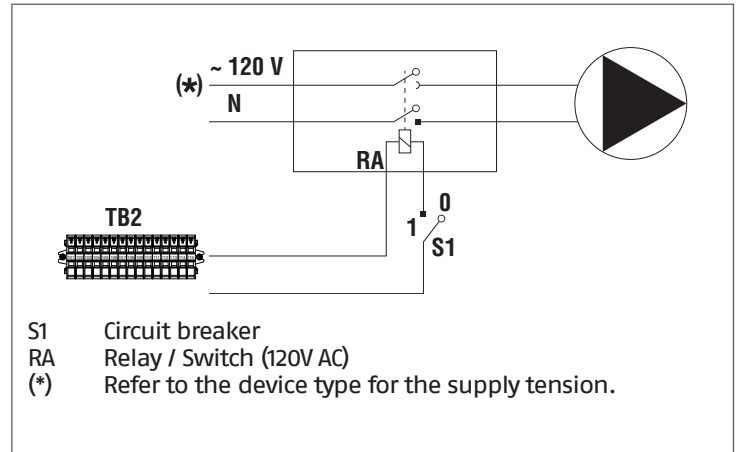 ~ 120 V
(*)
N
RA
TB2
0
1
S1
S1 Circuit breaker
RA Relay / Switch (120V AC)
(*) Refer to the device type for the supply tension.